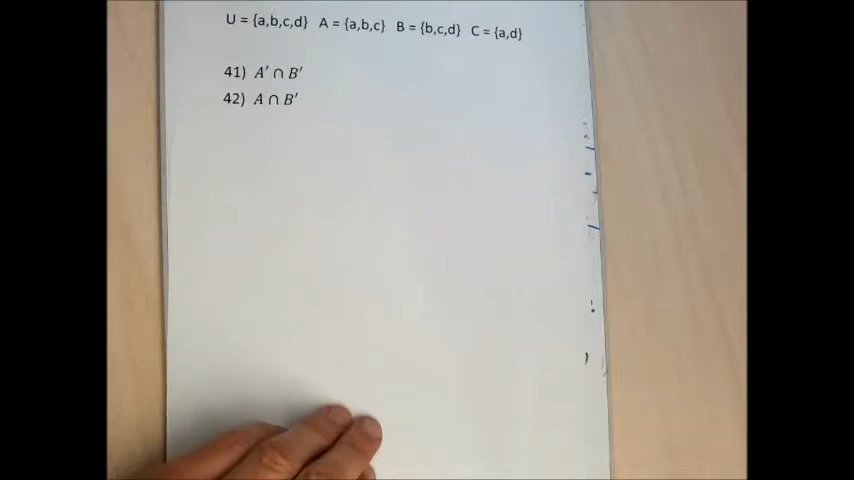 U = {a,b,c,d} A = {a,b,c} B = {b,c,d} C = {a,d}
41) A′ ∩ B′
42) A ∩ B′